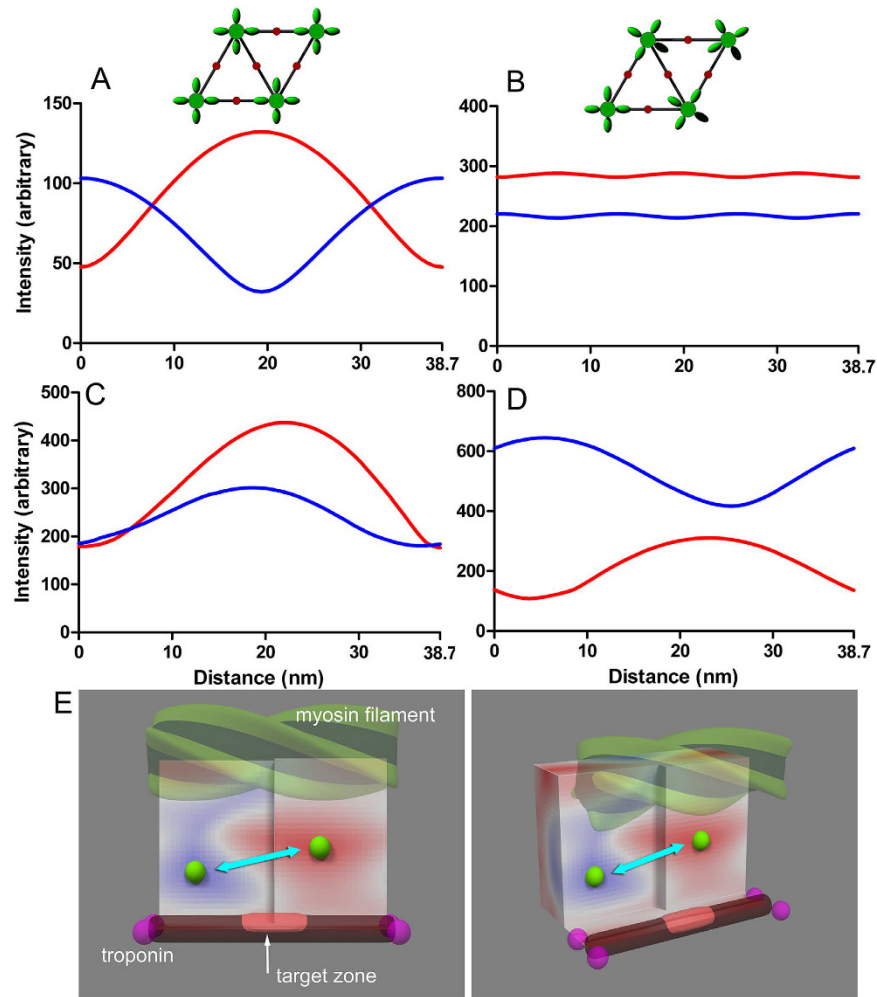 A
B
150
100
50
0
Intensity (arbitrary)
0 10 20 30 38.7
400
300
200
100
0
0 10 20 30 38.7
C
D
500
400
300
200
100
0
Intensity (arbitrary)
0 10 20 30 38.7
Distance (nm)
800
600
400
200
0
0 10 20 30 38.7
Distance (nm)
E
myosin filament
troponin
target zone